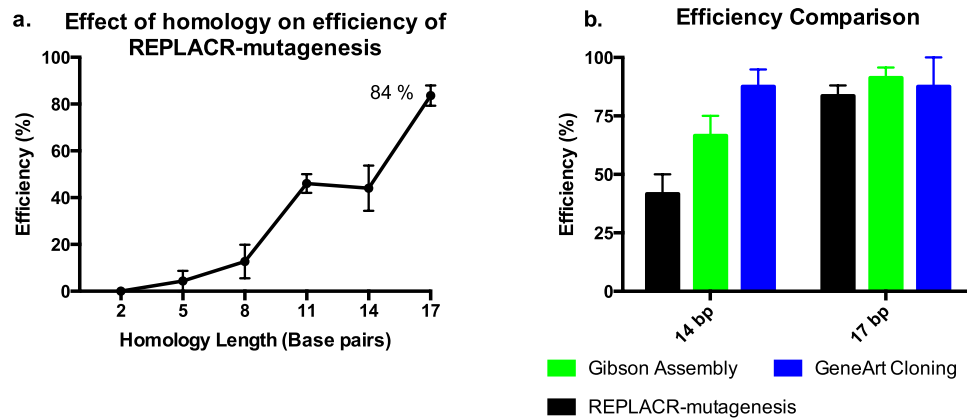 a.
Effect of homology on efficiency of
REPLACR-mutagenesis
100
80
60
40
20
0
Efficiency (%)
84 %
2 5 8 11 14 17
Homology Length (Base pairs)
b.
Efficiency Comparison
100
75
50
25
0
Efficiency (%)
14 bp
17 bp
Gibson Assembly
GeneArt Cloning
REPLACR-mutagenesis